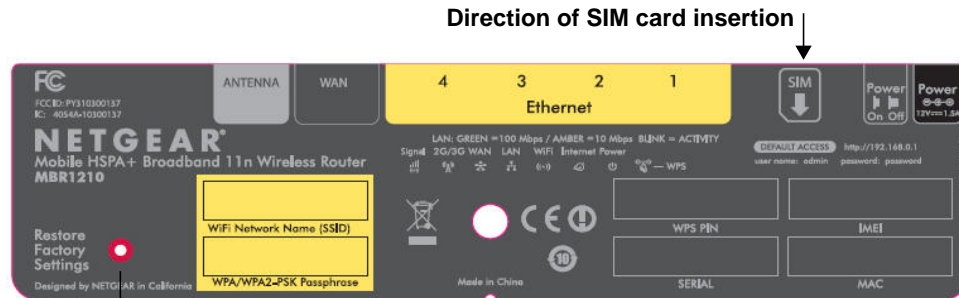 Direction of SIM card insertion
FC
FCC ID: PY310300137
IC: 4054A-10300137
ANTENNA
WAN
4 3 2 1
Ethernet
SIM
Power
On Off
Power
12V 1.5A
NETGEAR®
Mobile HSPA+ Broadband 11n Wireless Router
MBR1210
LAN: GREEN =100 Mbps / AMBER =10 Mbps BLINK = ACTIVITY
Signal 2G/3G WAN LAN WiFi Internet Power
— WPS
DEFAULT ACCESS http://192.168.0.1
user name: admin password: password
WiFi Network Name (SSID)
WPA/WPA2-PSK Passphrase
Restore
Factory
Settings
Designed by NETGEAR in California
CE
10
Made in China
WPS PIN
IMEI
SERIAL
MAC